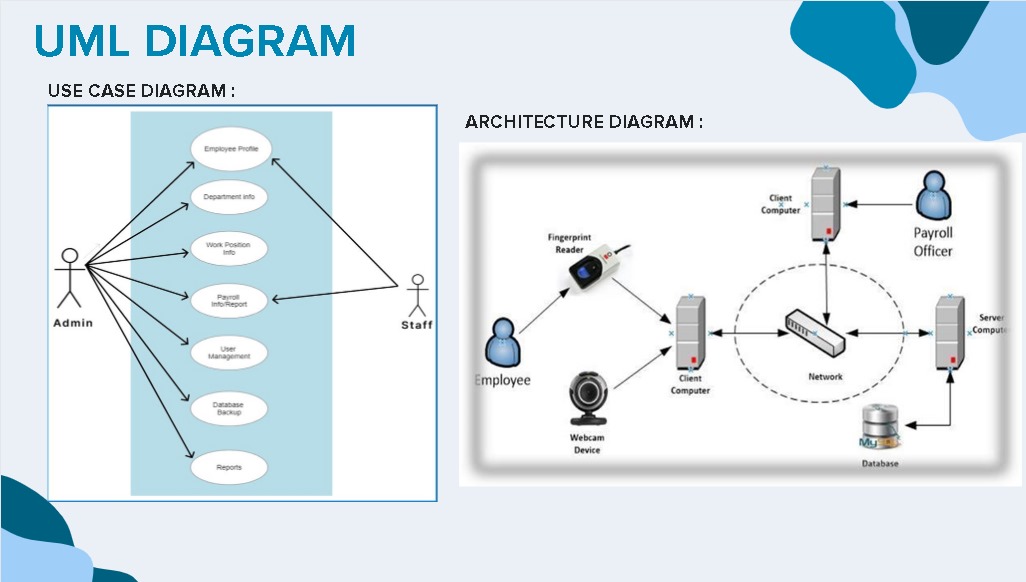 UML DIAGRAM
USE CASE DIAGRAM :
Employee Profile
Department info
Work Position
Info
Payroll
Info/Report
User
Management
Database
Backup
Reports
Admin
Staff
ARCHITECTURE DIAGRAM :
Client
Computer
Payroll
Officer
Fingerprint
Reader
Employee
Webcam
Device
Client
Computer
Network
Server
Compute
My
Database